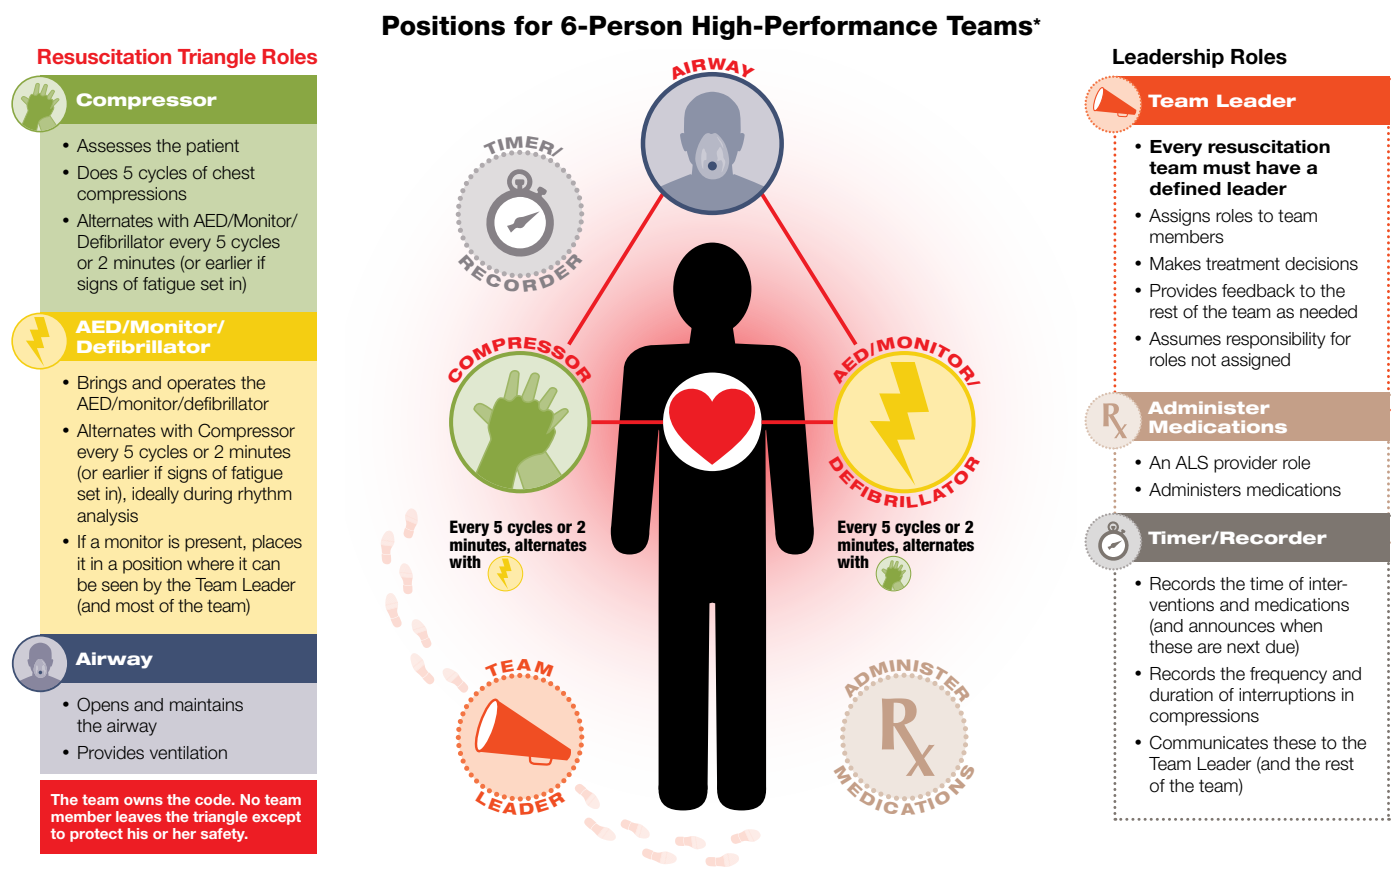 Positions for 6-Person High-Performance Teams*
Resuscitation Triangle Roles
Compressor
• Assesses the patient
• Does 5 cycles of chest
compressions
• Alternates with AED/Monitor/
Defibrillator every 5 cycles
or 2 minutes (or earlier if
signs of fatigue set in)
AED/Monitor/
Defibrillator
• Brings and operates the
AED/monitor/defibrillator
• Alternates with Compressor
every 5 cycles or 2 minutes
(or earlier if signs of fatigue
set in), ideally during rhythm
analysis
• If a monitor is present, places
it in a position where it can
be seen by the Team Leader
(and most of the team)
Airway
• Opens and maintains
the airway
• Provides ventilation
The team owns the code. No team
member leaves the triangle except
to protect his or her safety.
AIRWAY
TIMER/
RECORDER
COMPRESSOR
AED/MONITOR/
DEFIBRILLATOR
Every 5 cycles or 2
minutes, alternates
with
Every 5 cycles or 2
minutes, alternates
with
TEAM
LEADER
ADMINISTER
Rx
MEDICATIONS
Leadership Roles
Team Leader
• Every resuscitation
team must have a
defined leader
• Assigns roles to team
members
• Makes treatment decisions
• Provides feedback to the
rest of the team as needed
• Assumes responsibility for
roles not assigned
Rx
Administer
Medications
• An ALS provider role
• Administers medications
Timer/Recorder
• Records the time of inter-
ventions and medications
(and announces when
these are next due)
• Records the frequency and
duration of interruptions in
compressions
• Communicates these to the
Team Leader (and the rest
of the team)